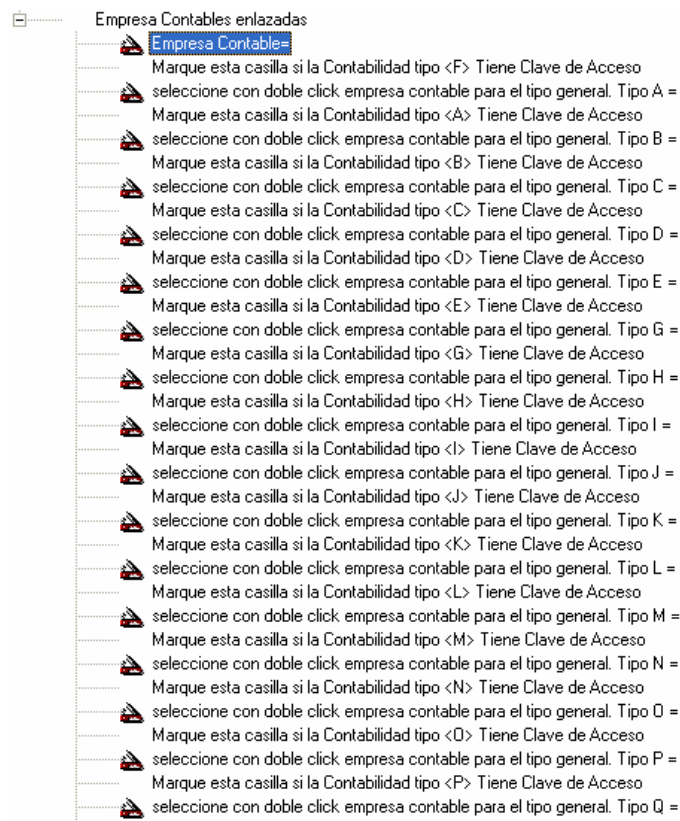 Empresa Contables enlazadas
Empresa Contable=
Marque esta casilla si la Contabilidad tipo <F> Tiene Clave de Acceso
seleccione con doble click empresa contable para el tipo general. Tipo A =
Marque esta casilla si la Contabilidad tipo <A> Tiene Clave de Acceso
seleccione con doble click empresa contable para el tipo general. Tipo B =
Marque esta casilla si la Contabilidad tipo <B> Tiene Clave de Acceso
seleccione con doble click empresa contable para el tipo general. Tipo C =
Marque esta casilla si la Contabilidad tipo <C> Tiene Clave de Acceso
seleccione con doble click empresa contable para el tipo general. Tipo D =
Marque esta casilla si la Contabilidad tipo <D> Tiene Clave de Acceso
seleccione con doble click empresa contable para el tipo general. Tipo E =
Marque esta casilla si la Contabilidad tipo <E> Tiene Clave de Acceso
seleccione con doble click empresa contable para el tipo general. Tipo G =
Marque esta casilla si la Contabilidad tipo <G> Tiene Clave de Acceso
seleccione con doble click empresa contable para el tipo general. Tipo H =
Marque esta casilla si la Contabilidad tipo <H> Tiene Clave de Acceso
seleccione con doble click empresa contable para el tipo general. Tipo I =
Marque esta casilla si la Contabilidad tipo <I> Tiene Clave de Acceso
seleccione con doble click empresa contable para el tipo general. Tipo J =
Marque esta casilla si la Contabilidad tipo <J> Tiene Clave de Acceso
seleccione con doble click empresa contable para el tipo general. Tipo K =
Marque esta casilla si la Contabilidad tipo <K> Tiene Clave de Acceso
seleccione con doble click empresa contable para el tipo general. Tipo L =
Marque esta casilla si la Contabilidad tipo <L> Tiene Clave de Acceso
seleccione con doble click empresa contable para el tipo general. Tipo M =
Marque esta casilla si la Contabilidad tipo <M> Tiene Clave de Acceso
seleccione con doble click empresa contable para el tipo general. Tipo N =
Marque esta casilla si la Contabilidad tipo <N> Tiene Clave de Acceso
seleccione con doble click empresa contable para el tipo general. Tipo O =
Marque esta casilla si la Contabilidad tipo <O> Tiene Clave de Acceso
seleccione con doble click empresa contable para el tipo general. Tipo P =
Marque esta casilla si la Contabilidad tipo <P> Tiene Clave de Acceso
seleccione con doble click empresa contable para el tipo general. Tipo Q =